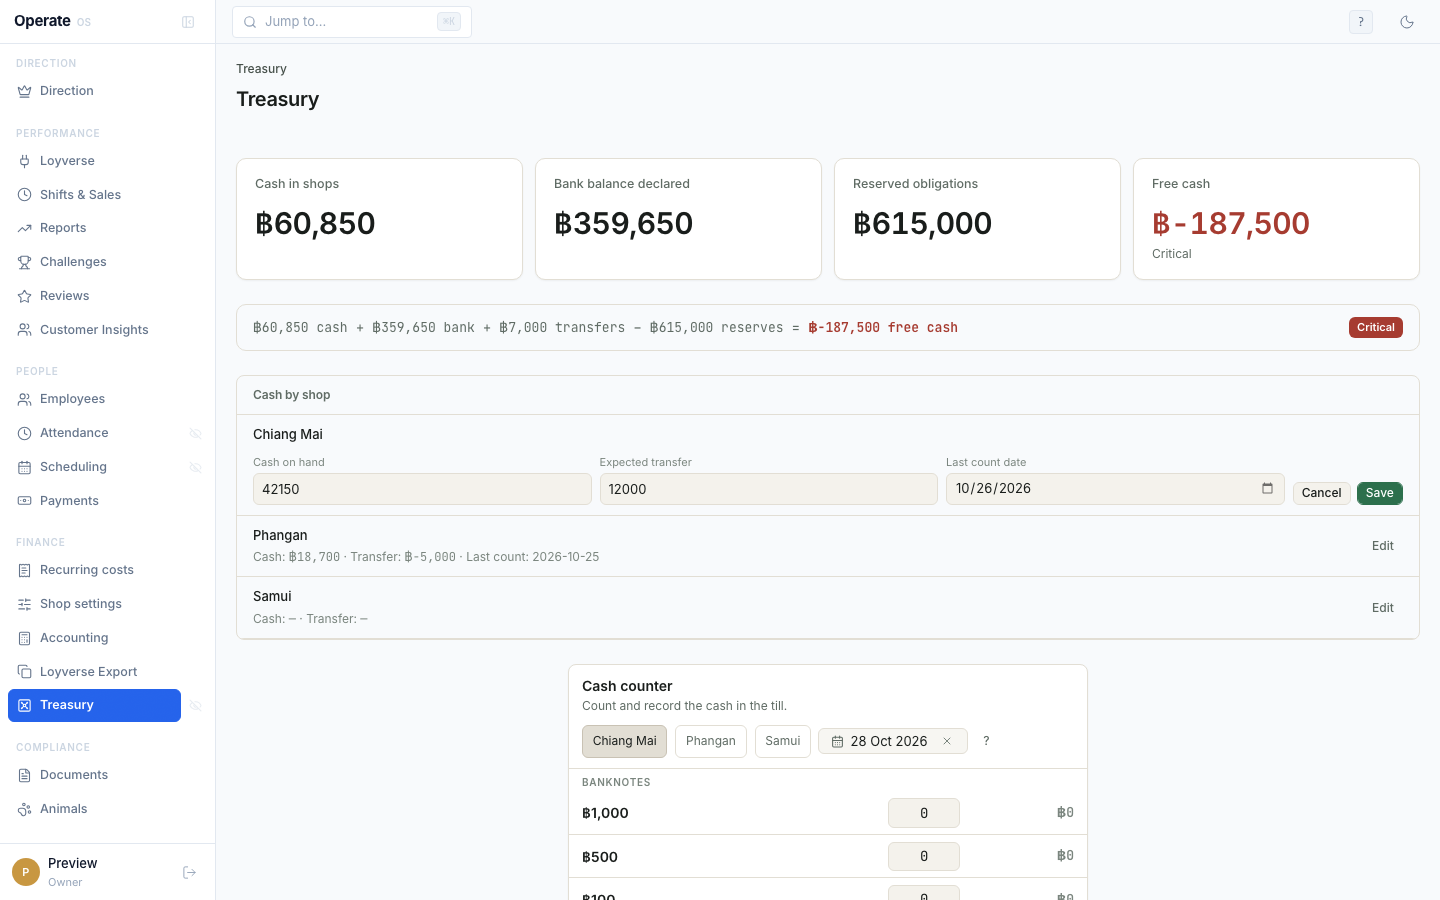 Operate OS
Jump to...
⌘K
?
DIRECTION
Direction
PERFORMANCE
Loyverse
Shifts & Sales
Reports
Challenges
Reviews
Customer Insights
PEOPLE
Employees
Attendance
Scheduling
Payments
FINANCE
Recurring costs
Shop settings
Accounting
Loyverse Export
Treasury
COMPLIANCE
Documents
Animals
P
Preview
Owner
Treasury
Treasury
Cash in shops
฿60,850
Bank balance declared
฿359,650
Reserved obligations
฿615,000
Free cash
฿-187,500
Critical
฿60,850 cash + ฿359,650 bank + ฿7,000 transfers − ฿615,000 reserves = ฿-187,500 free cash
Critical
Cash by shop
Chiang Mai
Cash on hand
42150
Expected transfer
12000
Last count date
10/26/2026
Cancel
Save
Phangan
Cash: ฿18,700 · Transfer: ฿-5,000 · Last count: 2026-10-25
Edit
Samui
Cash: — · Transfer: —
Edit
Cash counter
Count and record the cash in the till.
Chiang Mai
Phangan
Samui
28 Oct 2026
?
BANKNOTES
฿1,000
0
฿0
฿500
0
฿0
฿100
0
฿0